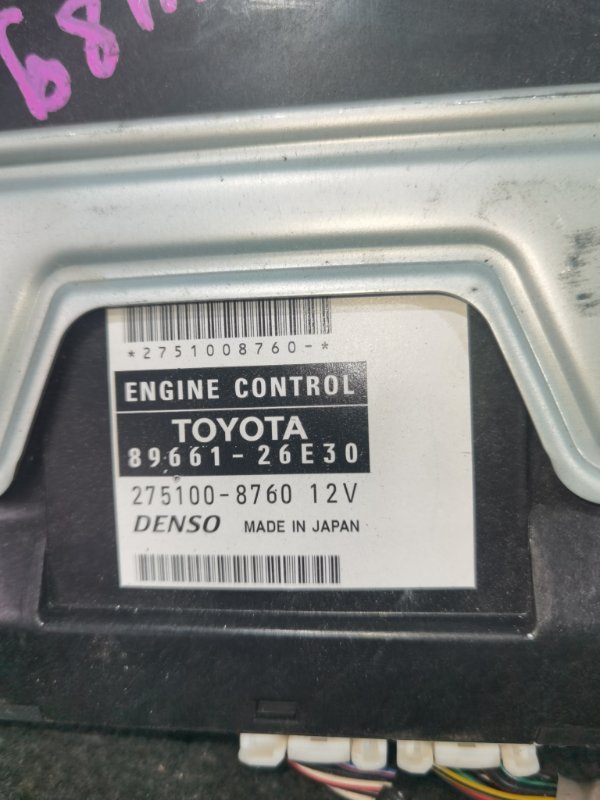 *2751008760-*
ENGINE CONTROL
TOYOTA
89661-26E30
275100-8760 12V
DENSO MADE IN JAPAN